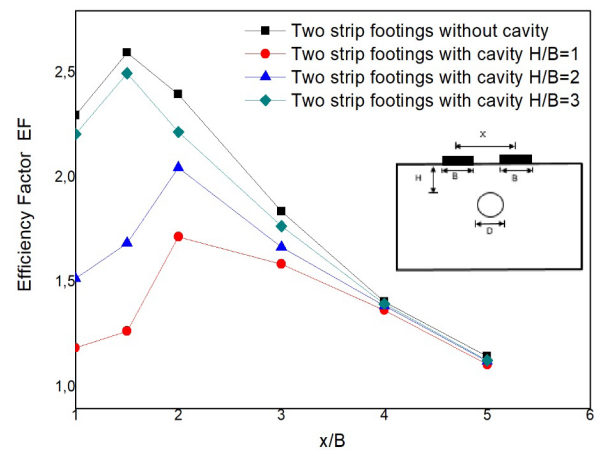 Two strip footings without cavity
Two strip footings with cavity H/B=1
Two strip footings with cavity H/B=2
Two strip footings with cavity H/B=3
2,5
2,0
1,5
1,0
Efficiency Factor EF
X
H
B
B
D
1
2
3
4
5
6
x/B